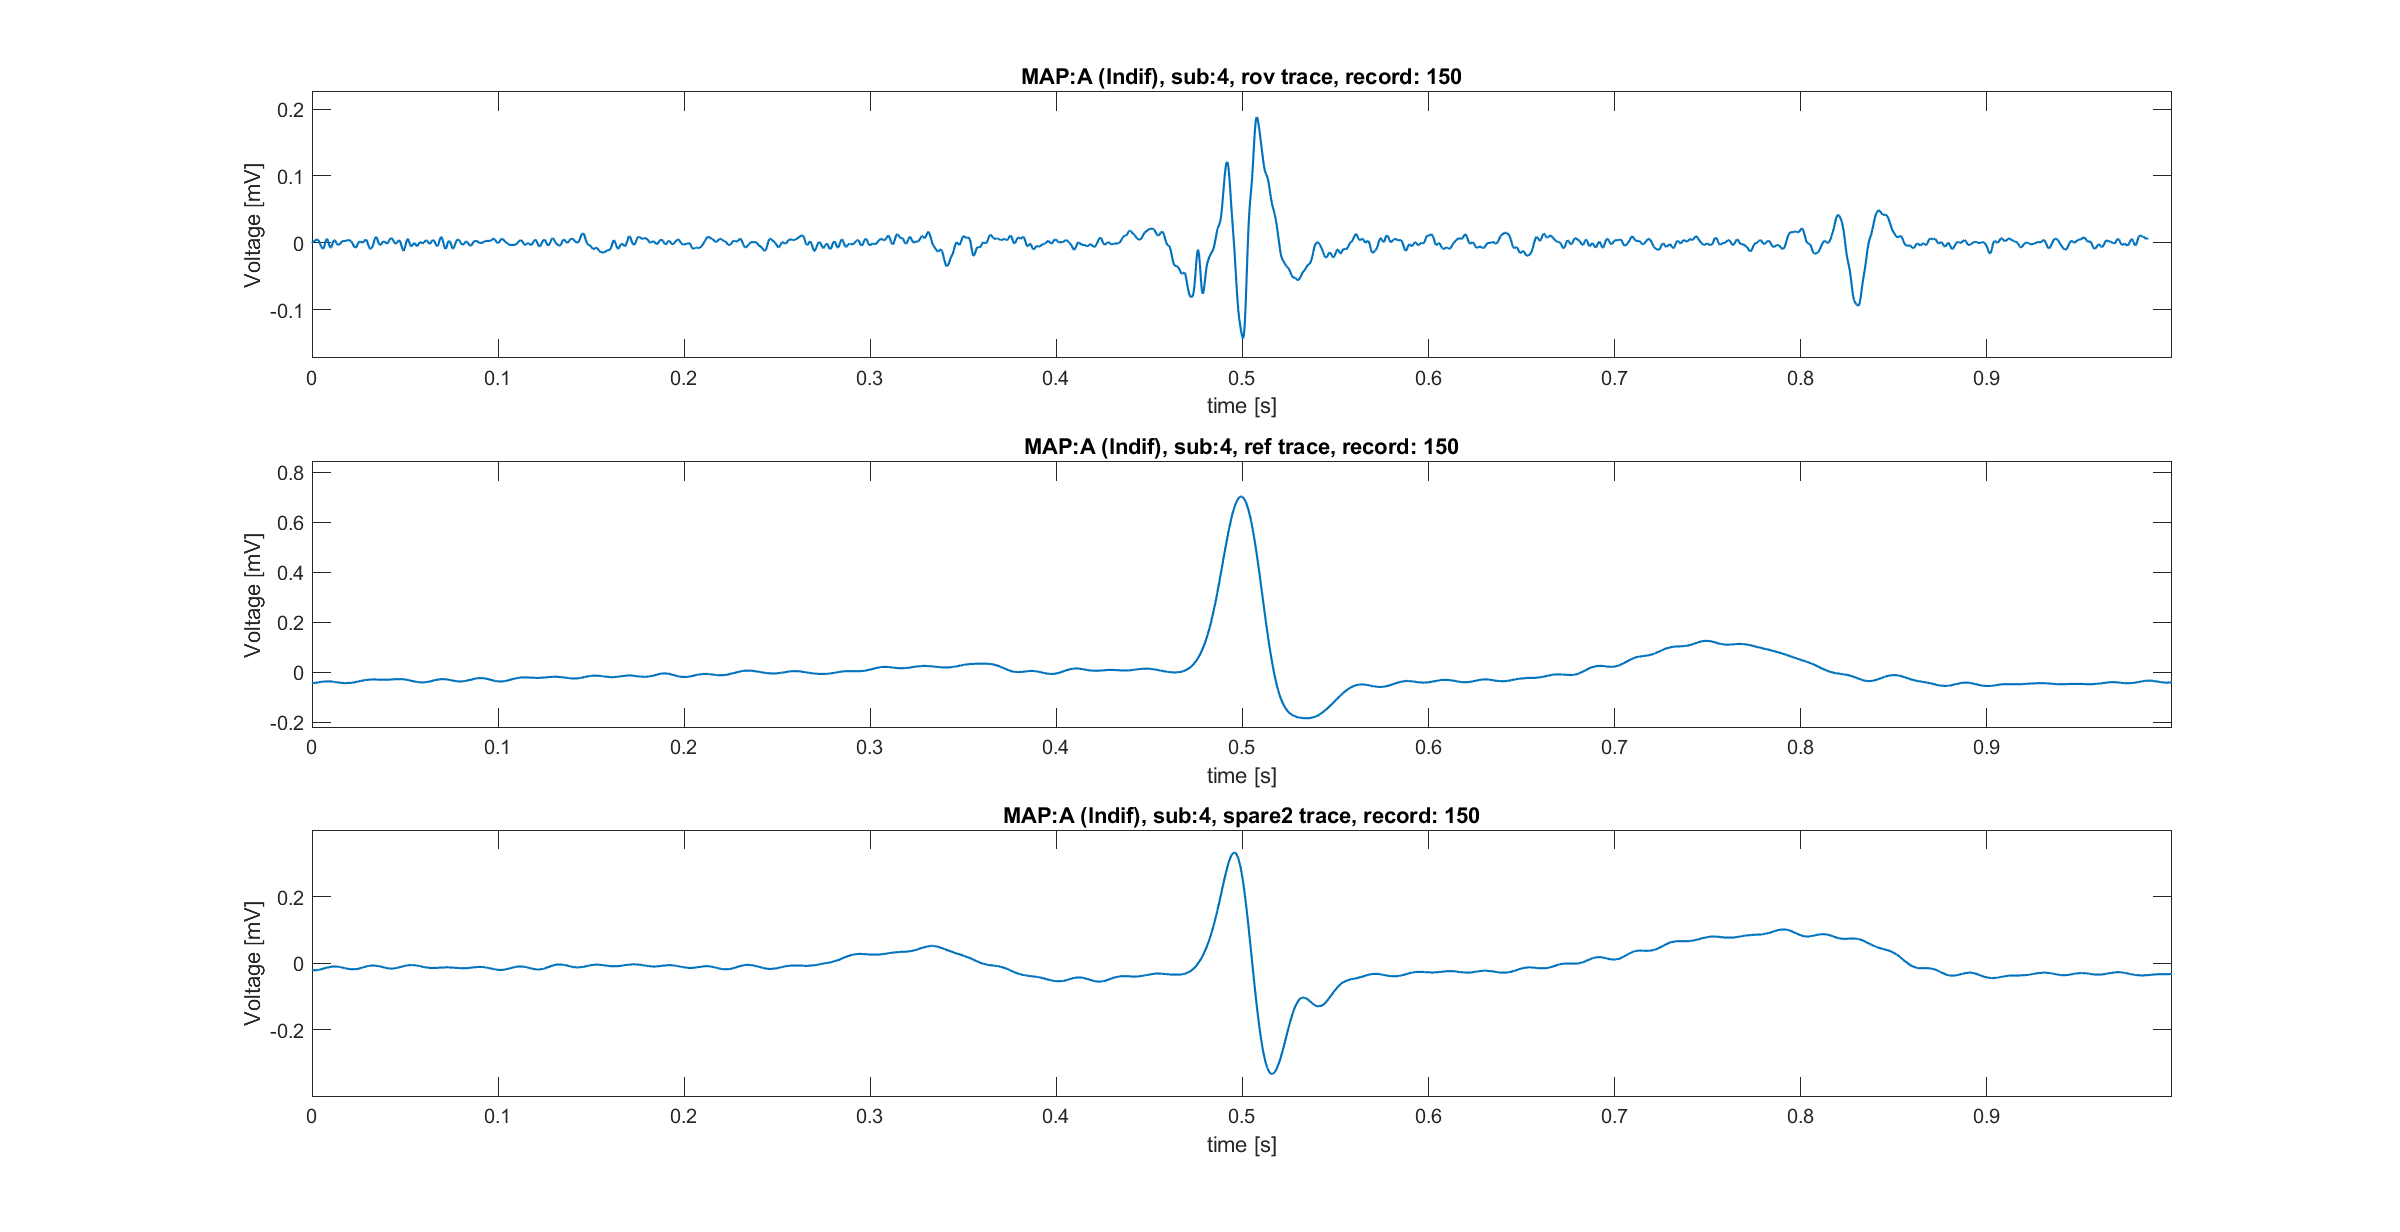 MAP:A (Indif), sub:4, rov trace, record: 150
Voltage [mV]
0.2
0.1
0
-0.1
0 0.1 0.2 0.3 0.4 0.5 0.6 0.7 0.8 0.9
time [s]
MAP:A (Indif), sub:4, ref trace, record: 150
Voltage [mV]
0.8
0.6
0.4
0.2
0
-0.2
0 0.1 0.2 0.3 0.4 0.5 0.6 0.7 0.8 0.9
time [s]
MAP:A (Indif), sub:4, spare2 trace, record: 150
Voltage [mV]
0.2
0
-0.2
0 0.1 0.2 0.3 0.4 0.5 0.6 0.7 0.8 0.9
time [s]